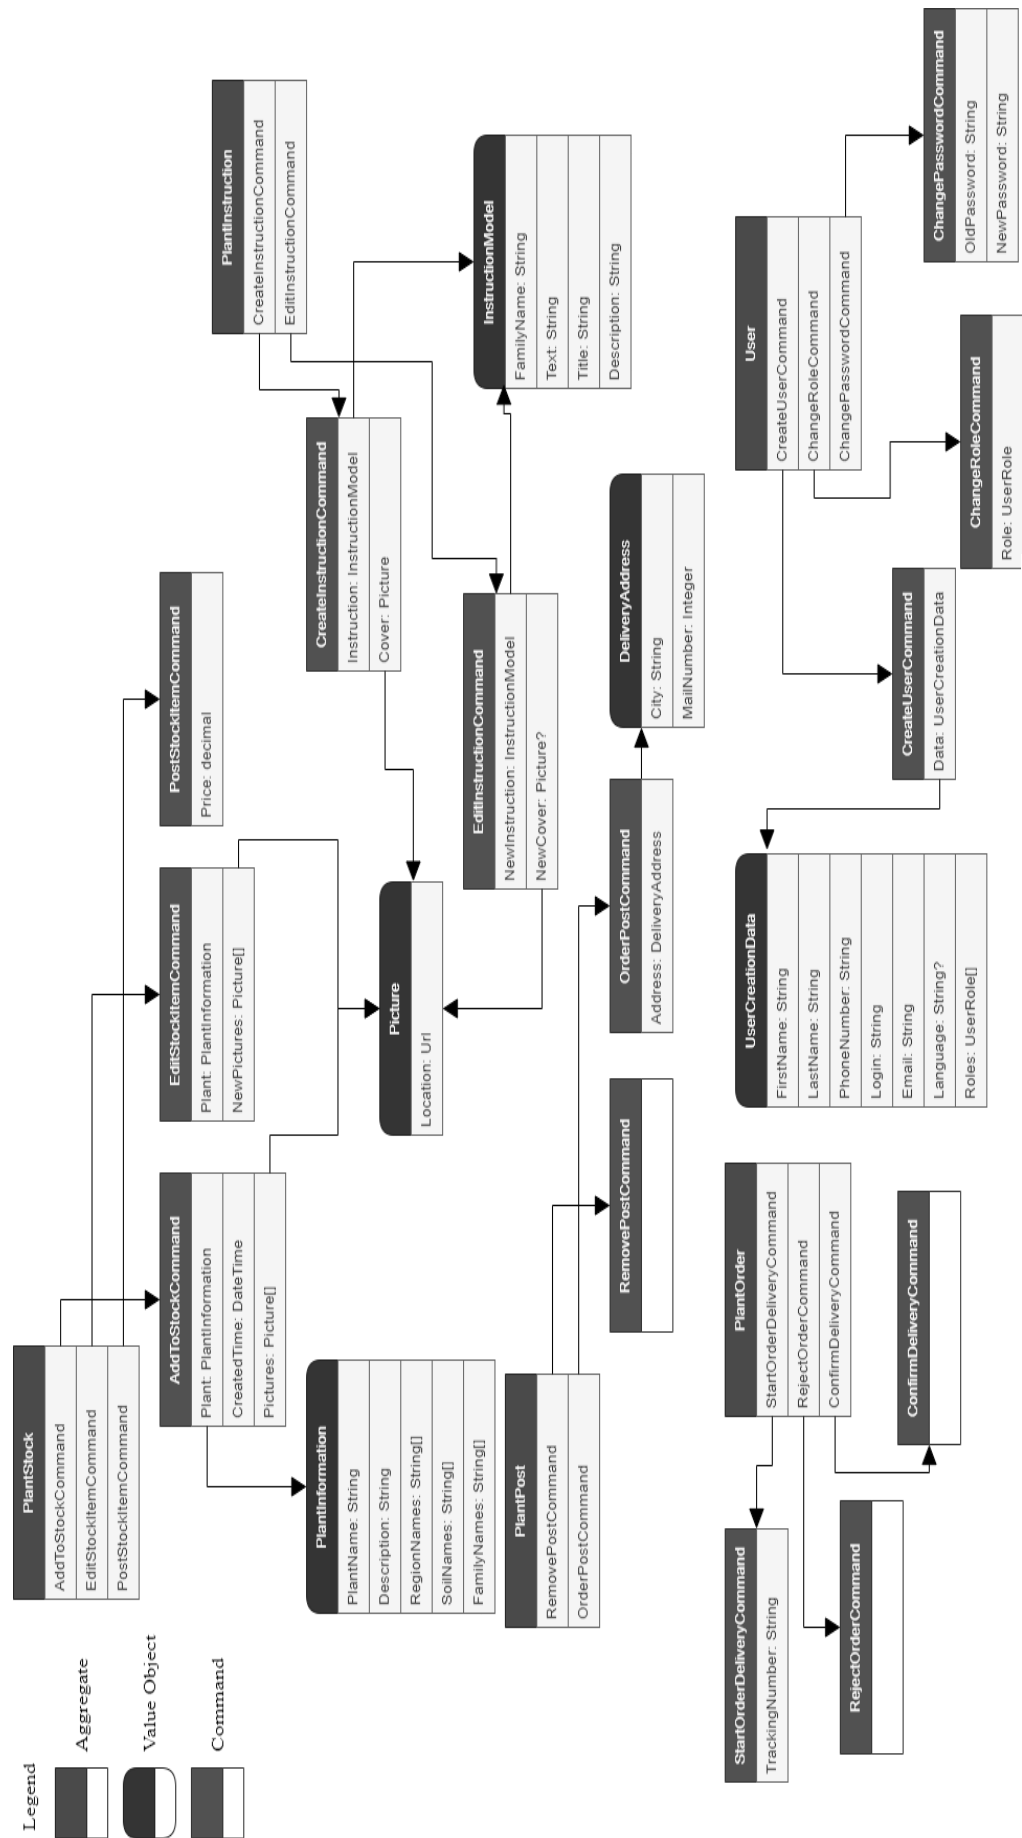 Legend
Aggregate
Value Object
Command
PlantStock
AddToStockCommand
EditStockItemCommand
PostStockItemCommand
AddToStockCommand
Plant: PlantInformation
CreatedTime: DateTime
Pictures: Picture[]
EditStockItemCommand
Plant: PlantInformation
NewPictures: Picture[]
PostStockItemCommand
Price: decimal
PlantInstruction
CreateInstructionCommand
EditInstructionCommand
PlantInformation
PlantName: String
Description: String
RegionNames: String[]
SoilNames: String[]
FamilyNames: String[]
Picture
Location: Url
CreateInstructionCommand
Instruction: InstructionModel
Cover: Picture
EditInstructionCommand
NewInstruction: InstructionModel
NewCover: Picture?
InstructionModel
FamilyName: String
Text: String
Title: String
Description: String
PlantPost
RemovePostCommand
OrderPostCommand
RemovePostCommand
OrderPostCommand
Address: DeliveryAddress
DeliveryAddress
City: String
MailNumber: Integer
StartOrderDeliveryCommand
TrackingNumber: String
PlantOrder
StartOrderDeliveryCommand
RejectOrderCommand
ConfirmDeliveryCommand
RejectOrderCommand
ConfirmDeliveryCommand
UserCreationData
FirstName: String
LastName: String
PhoneNumber: String
Login: String
Email: String
Language: String?
Roles: UserRole[]
User
CreateUserCommand
ChangeRoleCommand
ChangePasswordCommand
CreateUserCommand
Data: UserCreationData
ChangeRoleCommand
Role: UserRole
ChangePasswordCommand
OldPassword: String
NewPassword: String